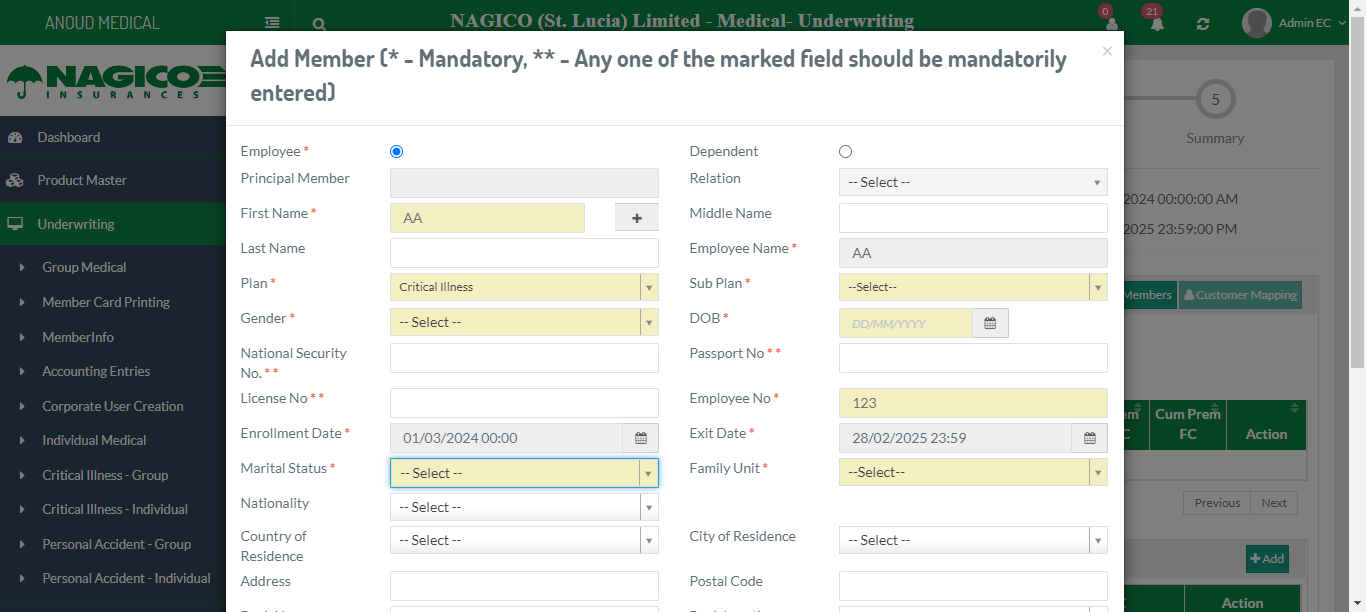 ANOUD MEDICAL
NAGICO (St. Lucia) Limited - Medical- Underwriting
0
21
Admin EC
NAGICO
INSURANCES
Dashboard
Product Master
Underwriting
Group Medical
Member Card Printing
MemberInfo
Accounting Entries
Corporate User Creation
Individual Medical
Critical Illness - Group
Critical Illness - Individual
Personal Accident - Group
Personal Accident - Individual
Add Member (* - Mandatory, ** - Any one of the marked field should be mandatorily
entered)
×
Employee *
Dependent
Principal Member
Relation
-- Select --
First Name *
AA
+
Middle Name
Last Name
Employee Name *
AA
Plan *
Critical Illness
Sub Plan *
--Select--
Gender *
-- Select --
DOB *
DD/MM/YYYY
National Security
No. * *
Passport No * *
License No * *
Employee No *
123
Enrollment Date *
01/03/2024 00:00
Exit Date *
28/02/2025 23:59
Marital Status *
-- Select --
Family Unit *
--Select--
Nationality
-- Select --
Country of
Residence
-- Select --
City of Residence
-- Select --
Address
Postal Code
5
Summary
2024 00:00:00 AM
2025 23:59:00 PM
Members
Customer Mapping
Cum Prem
FC
Action
Previous
Next
+ Add
Action